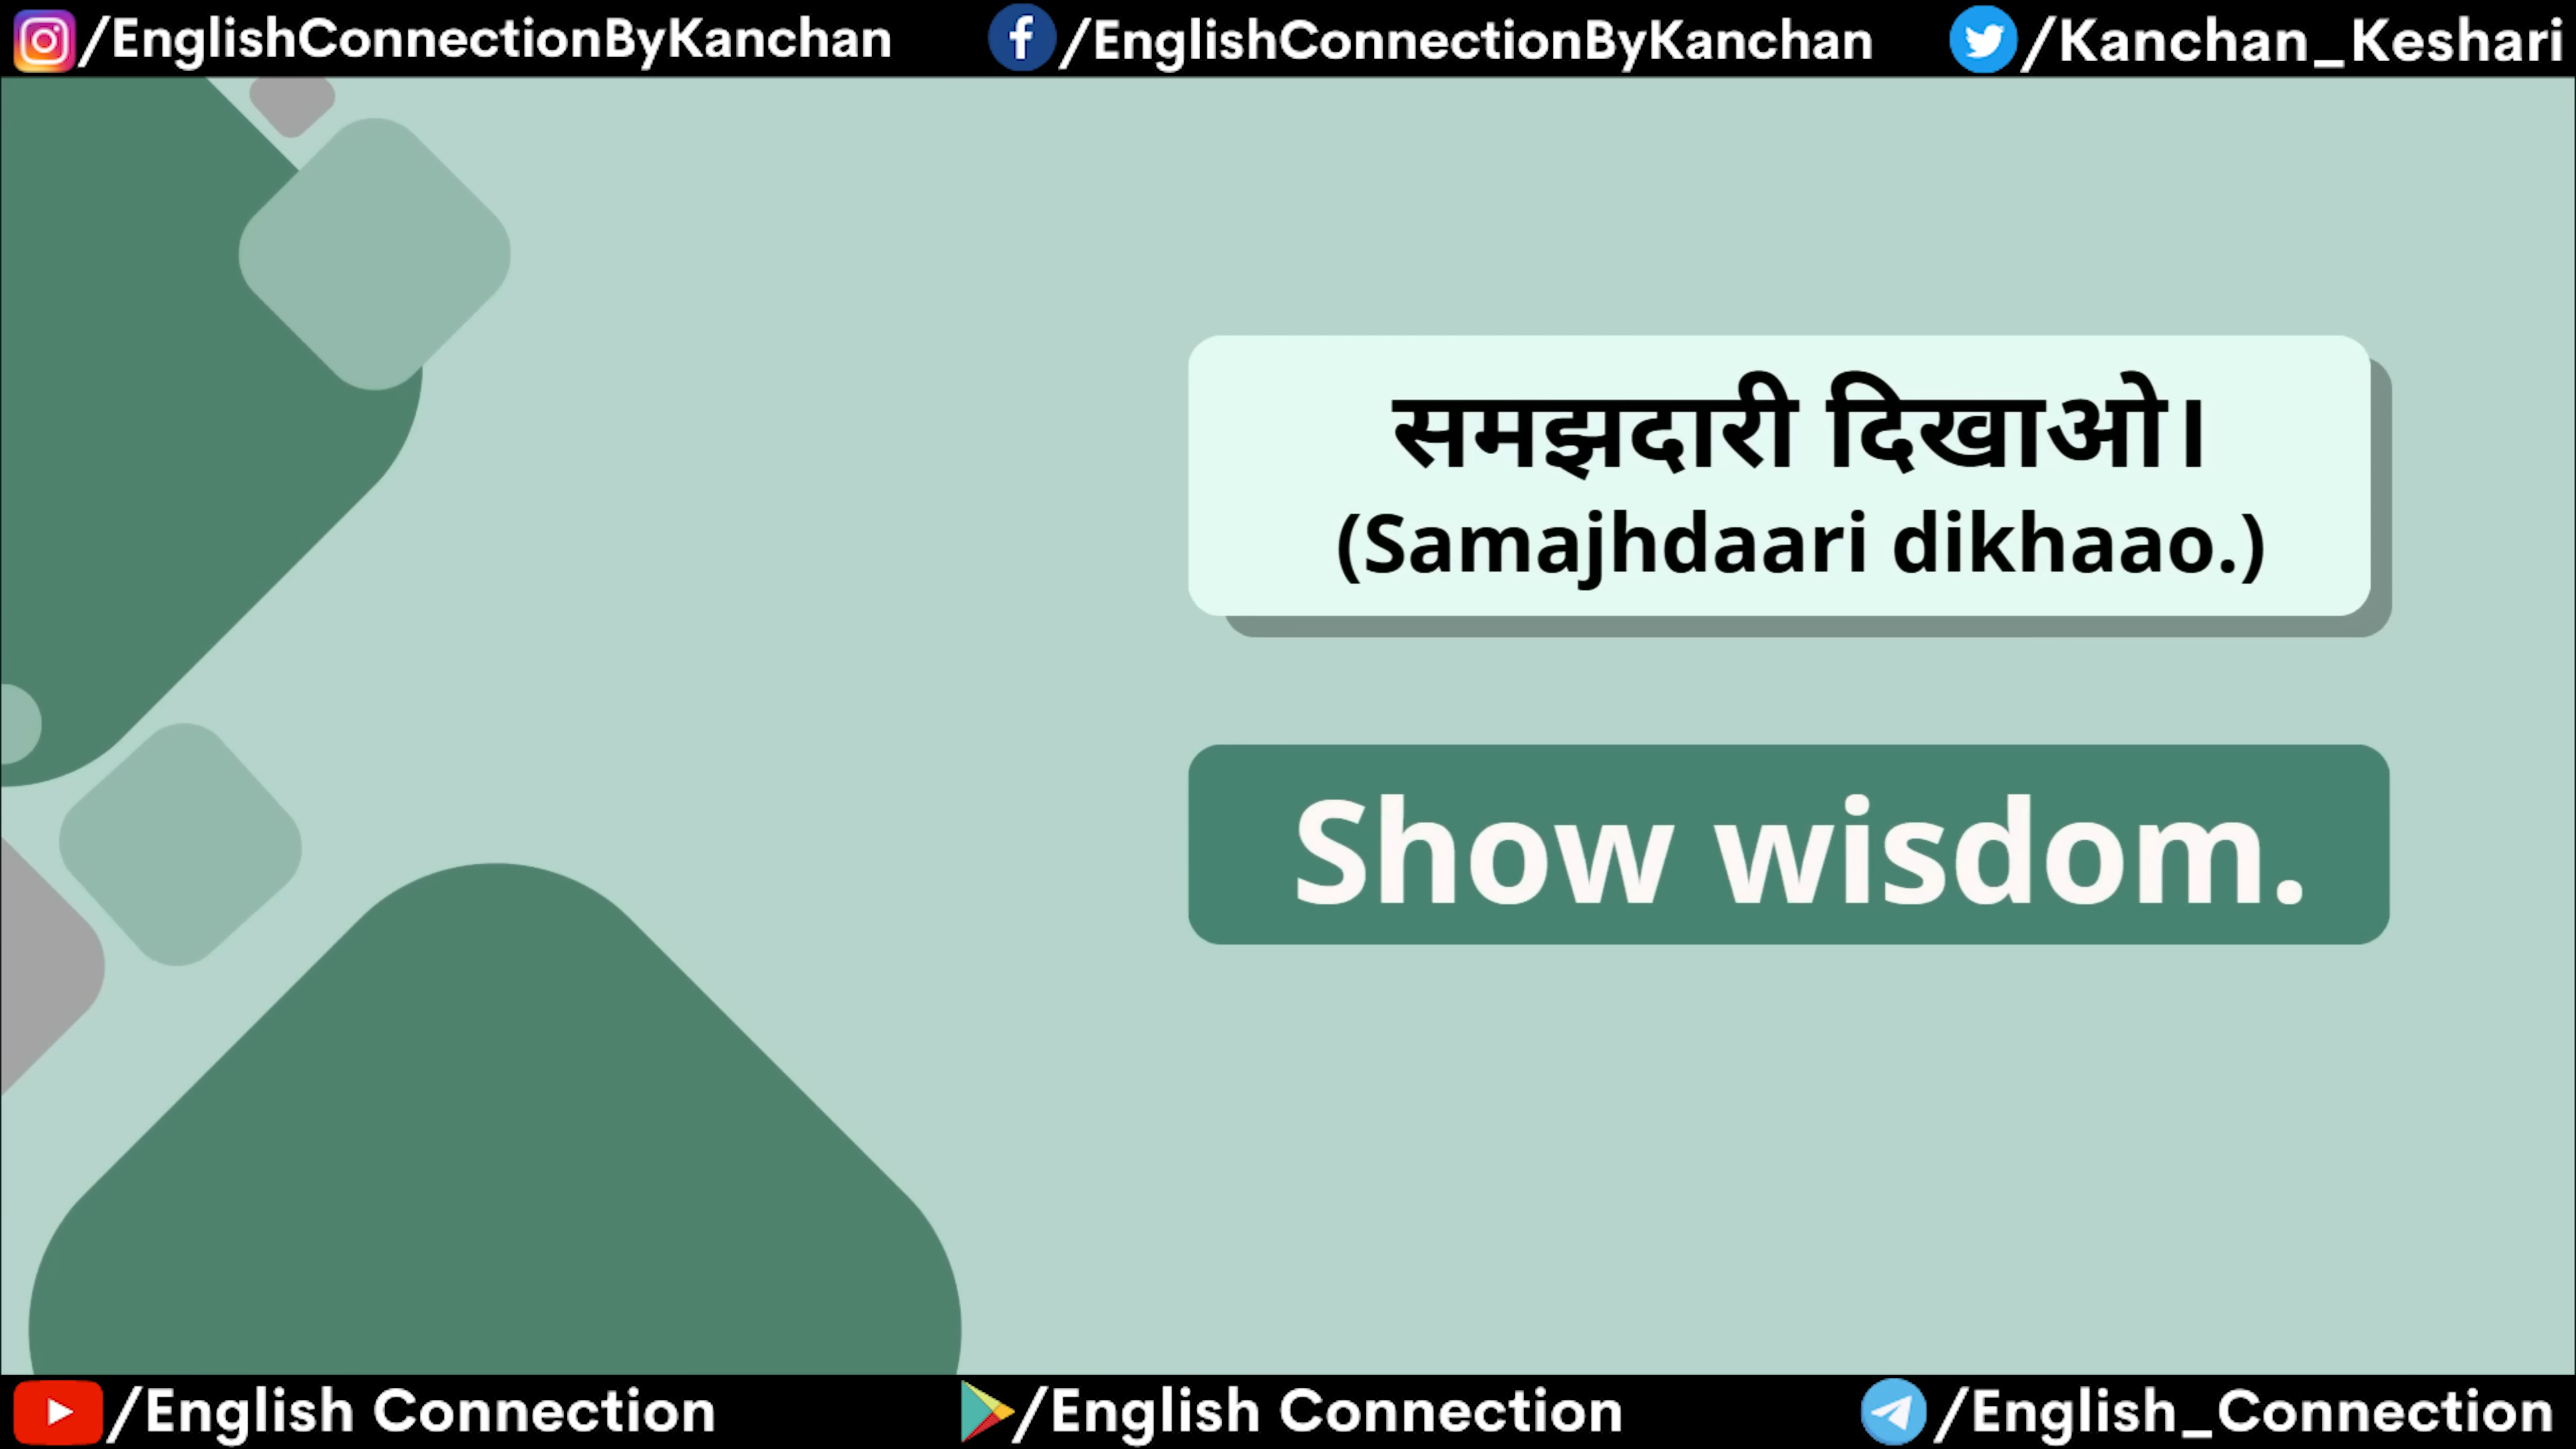 /EnglishConnectionByKanchan /EnglishConnectionByKanchan /Kanchan_Keshari
समझदारी दिखाओ।
(Samajhdaari dikhaao.)
Show wisdom.
/English Connection /English Connection /English_Connection